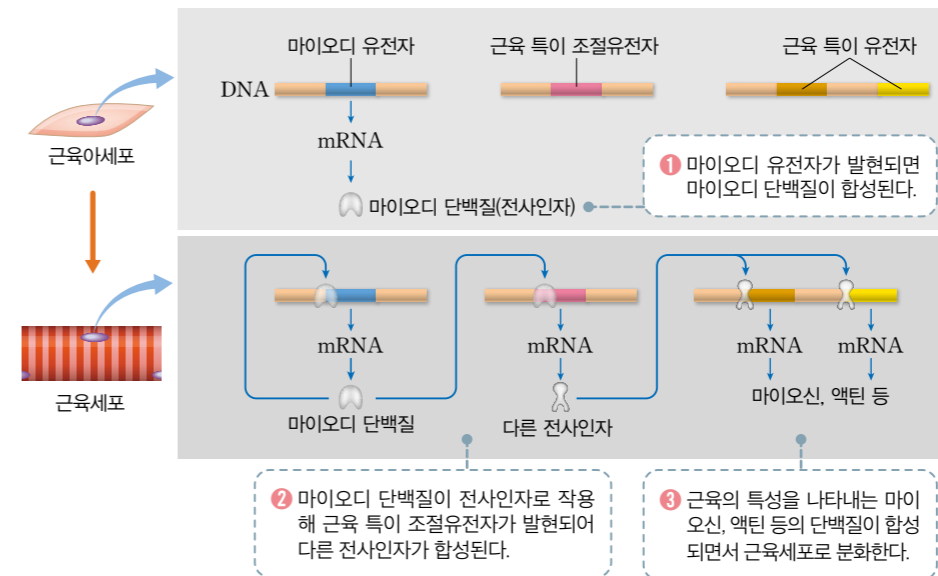 마이오디 유전자
근육 특이 조절유전자
근육 특이 유전자
DNA
근육아세포
mRNA
마이오디 단백질(전사인자)
❶ 마이오디 유전자가 발현되면
마이오디 단백질이 합성된다.
근육세포
mRNA
mRNA
mRNA
mRNA
마이오디 단백질
다른 전사인자
마이오신, 액틴 등
❷ 마이오디 단백질이 전사인자로 작용
해 근육 특이 조절유전자가 발현되어
다른 전사인자가 합성된다.
❸ 근육의 특성을 나타내는 마이
오신, 액틴 등의 단백질이 합성
되면서 근육세포로 분화한다.